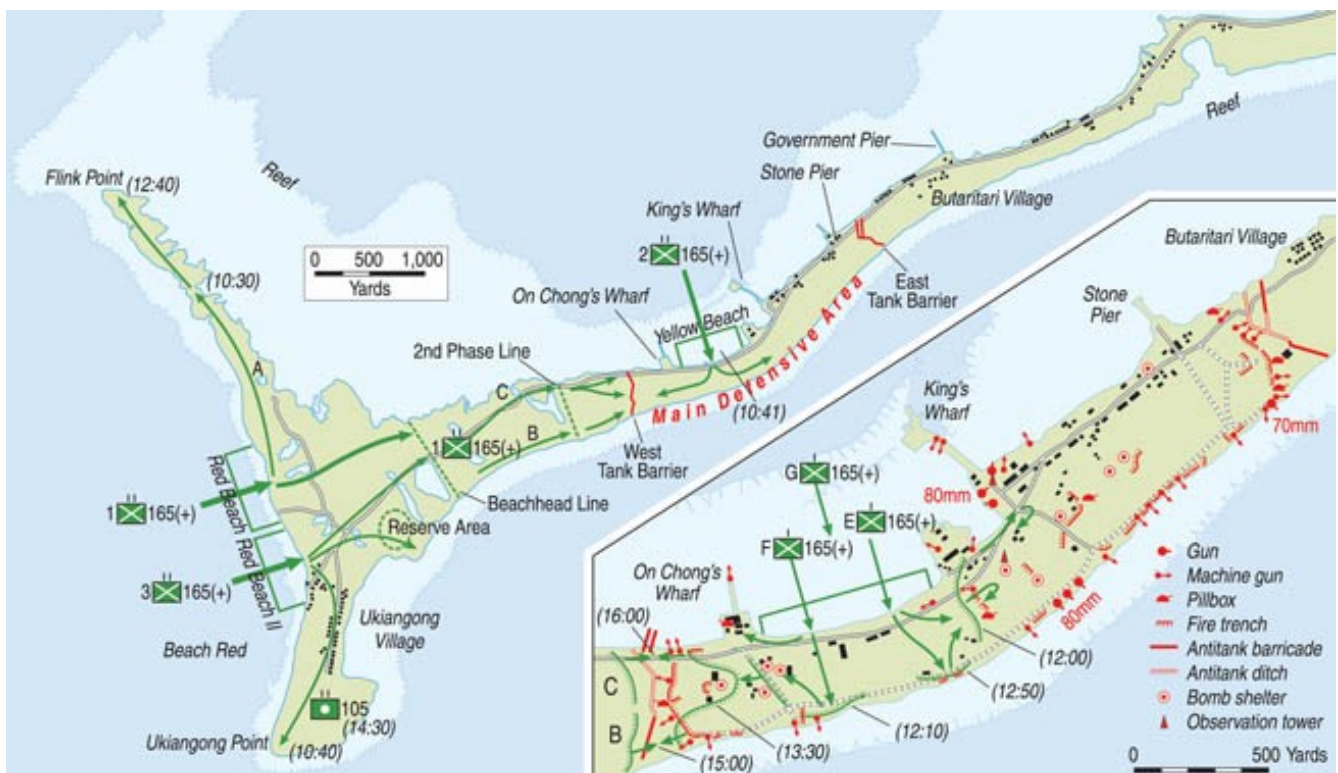 Flink Point
(12:40)
Reef
0 500 1,000
Yards
(10:30)
A
Government Pier
Stone Pier
King's Wharf
2 165(+)
On Chong's Wharf
Yellow Beach
2nd Phase Line
C
B
1 165(+)
Main Defensive Area
(10:41)
West
Tank Barrier
East
Tank Barrier
Butaritari Village
Reef
Beachhead Line
Reserve Area
Red Beach
1 165(+)
Red Beach II
3 165(+)
Beach Red
Ukiangong
Village
105
(14:30)
Ukiangong Point
(10:40)
Butaritari Village
Stone
Pier
King's
Wharf
70mm
80mm
G 165(+)
E 165(+)
F 165(+)
On Chong's
Wharf
(16:00)
80mm
C
B
(12:00)
(12:50)
(12:10)
(13:30)
(15:00)
Gun
Machine gun
Pillbox
Fire trench
Antitank barricade
Antitank ditch
Bomb shelter
Observation tower
0 500
Yards